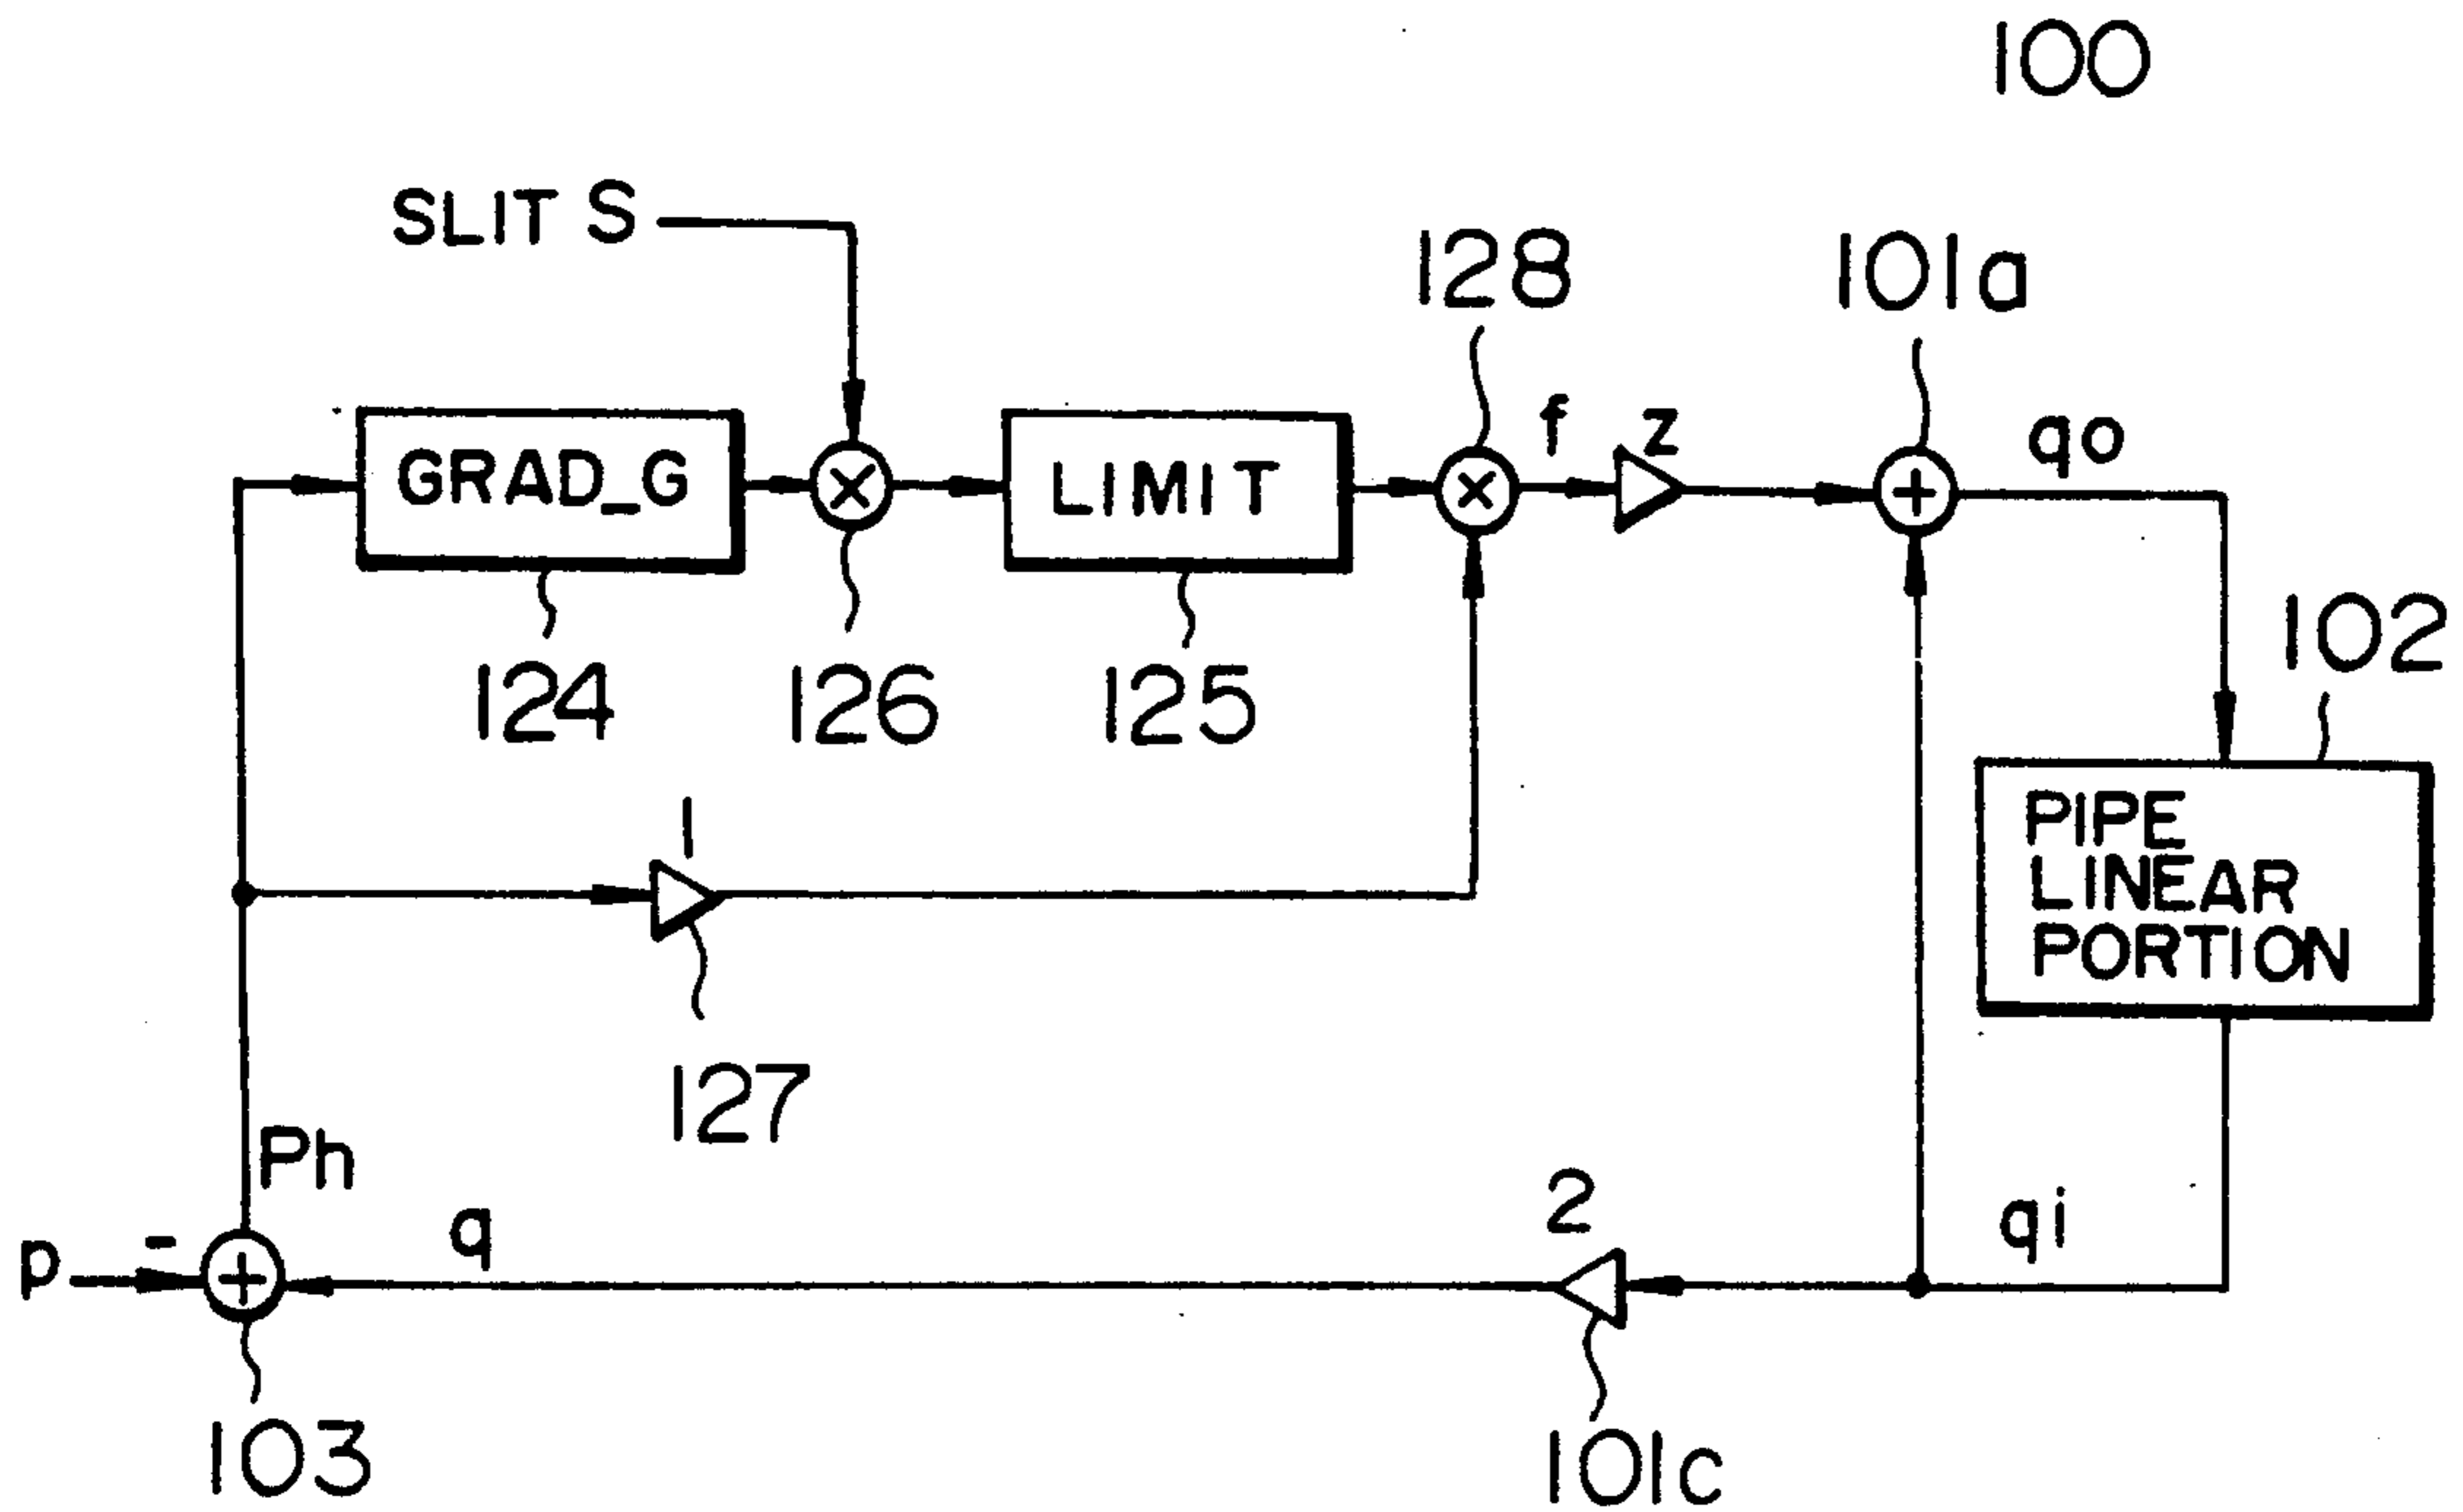 100
SLIT S
128
101a
f
z
qo
GRAD_G
×
LIMIT
×
+
102
124
126
125
PIPE
LINEAR
PORTION
1
127
Ph
2
q
qi
p
-
+
103
101c